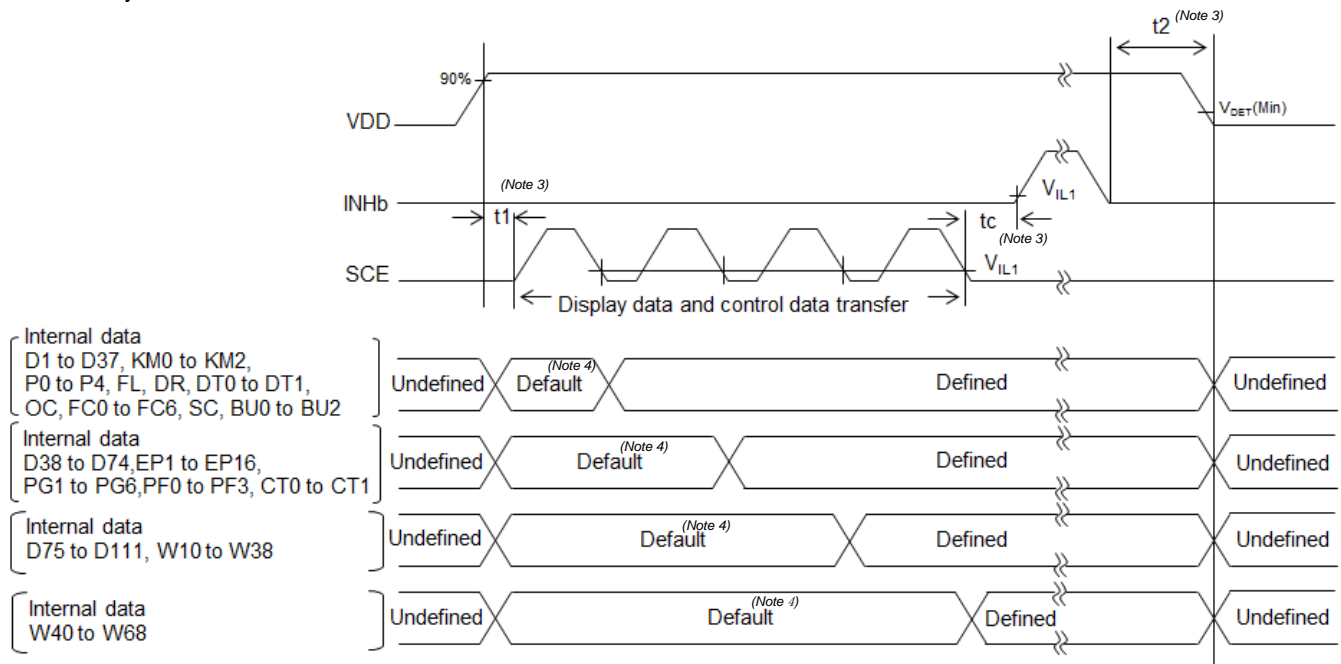 t2 (Note 3)
90%
VDD
VDET(Min)
(Note 3)
INHb
VIL1
t1
tc
(Note 3)
SCE
VIL1
Display data and control data transfer
Internal data
D1 to D37, KM0 to KM2,
P0 to P4, FL, DR, DT0 to DT1,
OC, FC0 to FC6, SC, BU0 to BU2
Undefined
Default (Note 4)
Defined
Undefined
Internal data
D38 to D74,EP1 to EP16,
PG1 to PG6,PF0 to PF3, CT0 to CT1
Undefined
Default (Note 4)
Defined
Undefined
Internal data
D75 to D111, W10 to W38
Undefined
Default (Note 4)
Defined
Undefined
Internal data
W40 to W68
Undefined
Default (Note 4)
Defined
Undefined